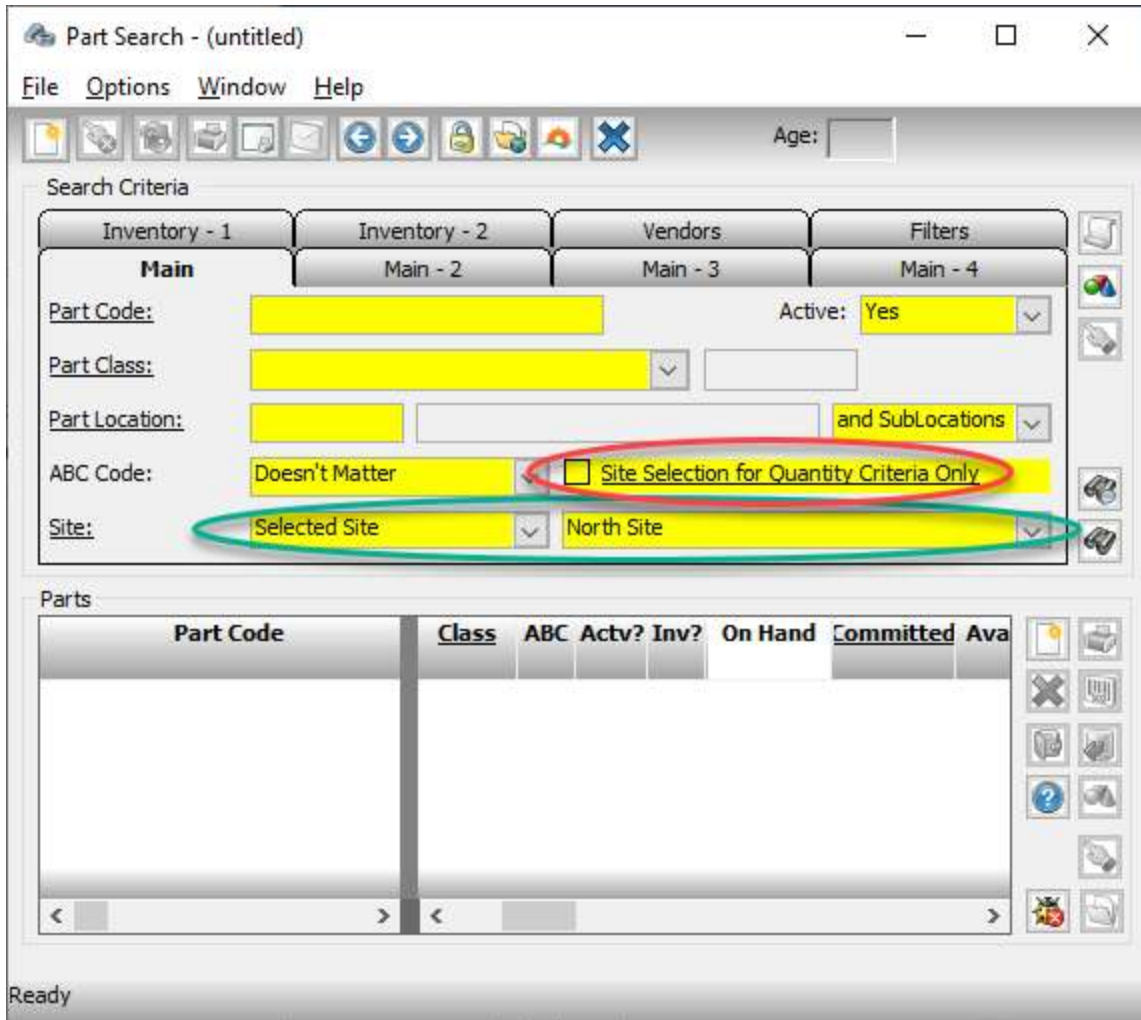 Part Search - (untitled)
File Options Window Help
Age:
Search Criteria
Inventory - 1 Inventory - 2 Vendors Filters
Main Main - 2 Main - 3 Main - 4
Part Code: Active: Yes
Part Class:
Part Location: and SubLocations
ABC Code: Doesn't Matter Site Selection for Quantity Criteria Only
Site: Selected Site North Site
Parts
Part Code Class ABC Actv? Inv? On Hand Committed Ava
Ready